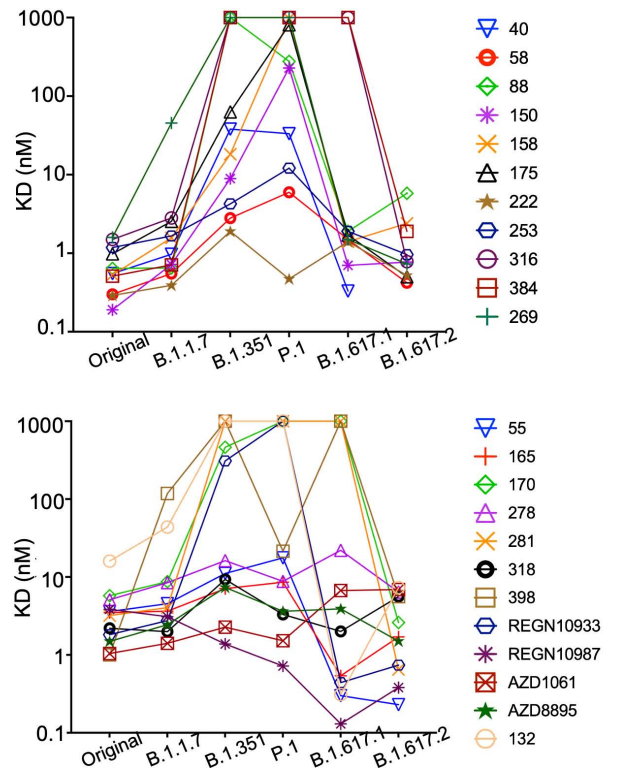 1000
100
10
1
0.1
KD (nM)
Original
B.1.1.7
B.1.351
P.1
B.1.617.1
B.1.617.2
40
58
88
150
158
175
222
253
316
384
269
1000
100
10
1
0.1
KD (nM)
Original
B.1.1.7
B.1.351
P.1
B.1.617.1
B.1.617.2
55
165
170
278
281
318
398
REGN10933
REGN10987
AZD1061
AZD8895
132